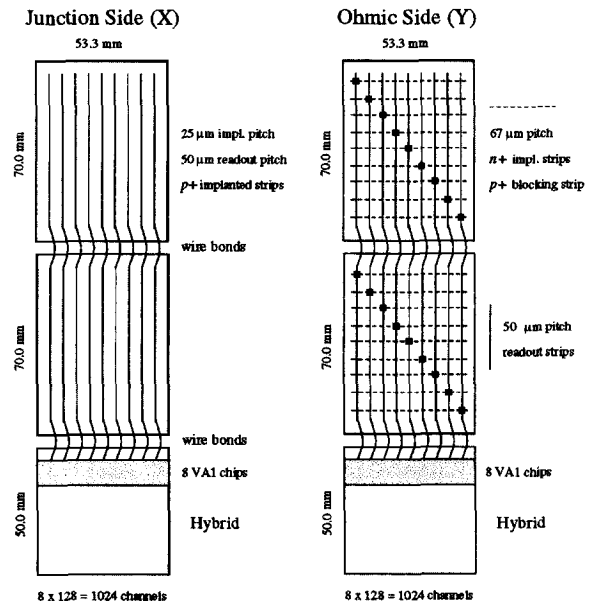 Junction Side (X)
53.3 mm
70.0 mm
25 μm impl. pitch
50 μm readout pitch
p+ implanted strips
wire bonds
70.0 mm
wire bonds
8 VA1 chips
50.0 mm
Hybrid
8 x 128 = 1024 channels
Ohmic Side (Y)
53.3 mm
70.0 mm
67 μm pitch
n+ impl. strips
p+ blocking strip
70.0 mm
50 μm pitch
readout strips
8 VA1 chips
Hybrid
8 x 128 = 1024 channels